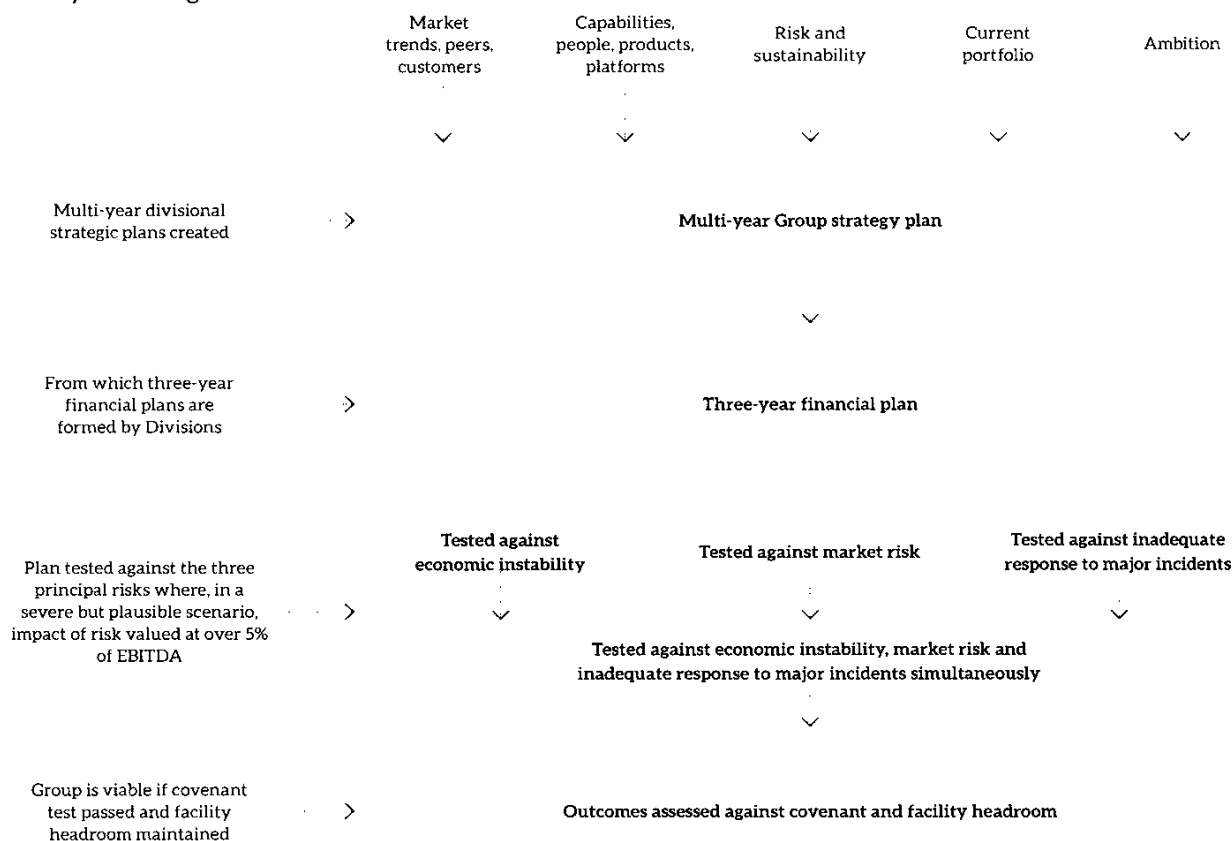 Market
trends, peers,
customers
Capabilities,
people, products,
platforms
Risk and
sustainability
Current
portfolio
Ambition
Multi-year divisional
strategic plans created
Multi-year Group strategy plan
From which three-year
financial plans are
formed by Divisions
Three-year financial plan
Plan tested against the three
principal risks where, in a
severe but plausible scenario,
impact of risk valued at over 5%
of EBITDA
Tested against
economic instability
Tested against market risk
Tested against inadequate
response to major incidents
Tested against economic instability, market risk and
inadequate response to major incidents simultaneously
Group is viable if covenant
test passed and facility
headroom maintained
Outcomes assessed against covenant and facility headroom